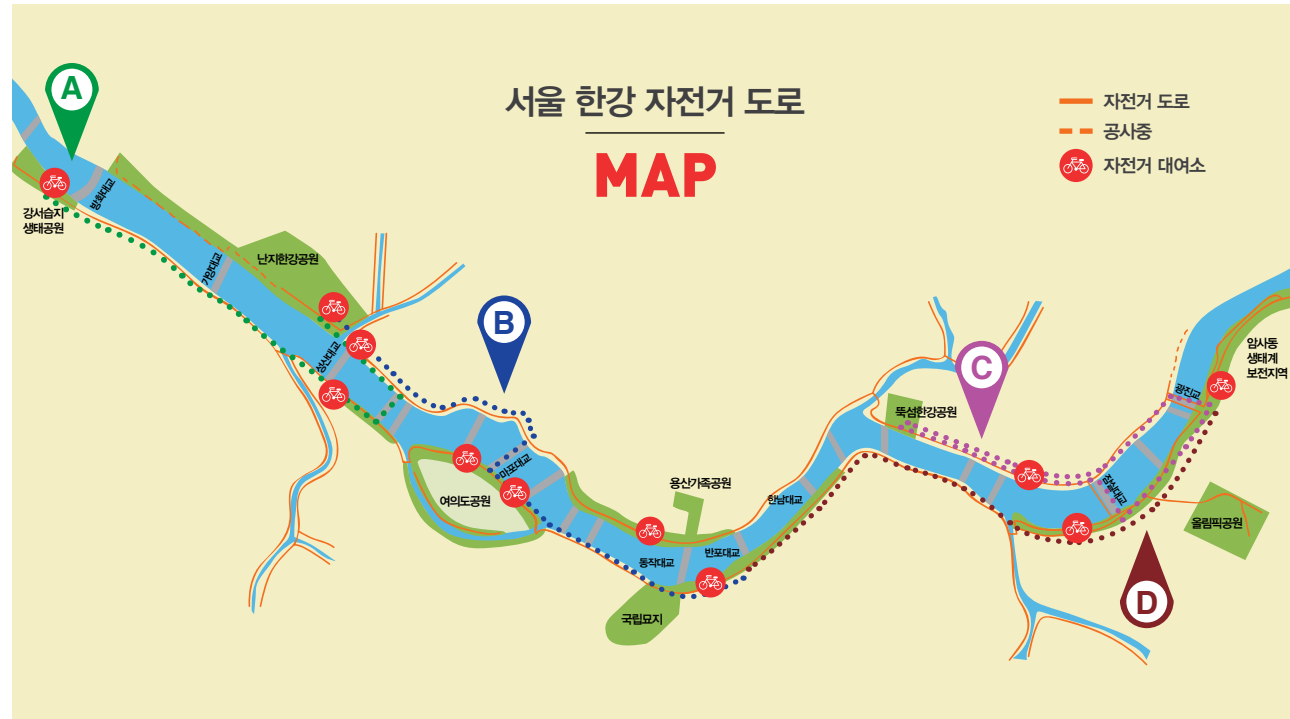 서울 한강 자전거 도로
MAP
자전거 도로
공사중
자전거 대여소
A
강서습지
생태공원
방화대교
가양대교
난지한강공원
성산대교
B
마포대교
여의도공원
용산가족공원
동작대교
반포대교
국립묘지
한남대교
C
뚝섬한강공원
잠실대교
광진교
암사동
생태계
보전지역
올림픽공원
D